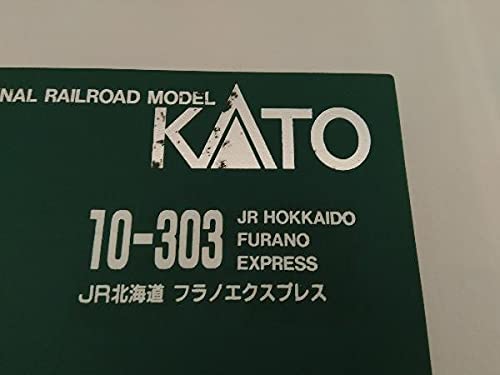 NAL RAILROAD MODEL
KATO
10-303
JR HOKKAIDO
FURANO
EXPRESS
JR北海道 フラノエクスプレス